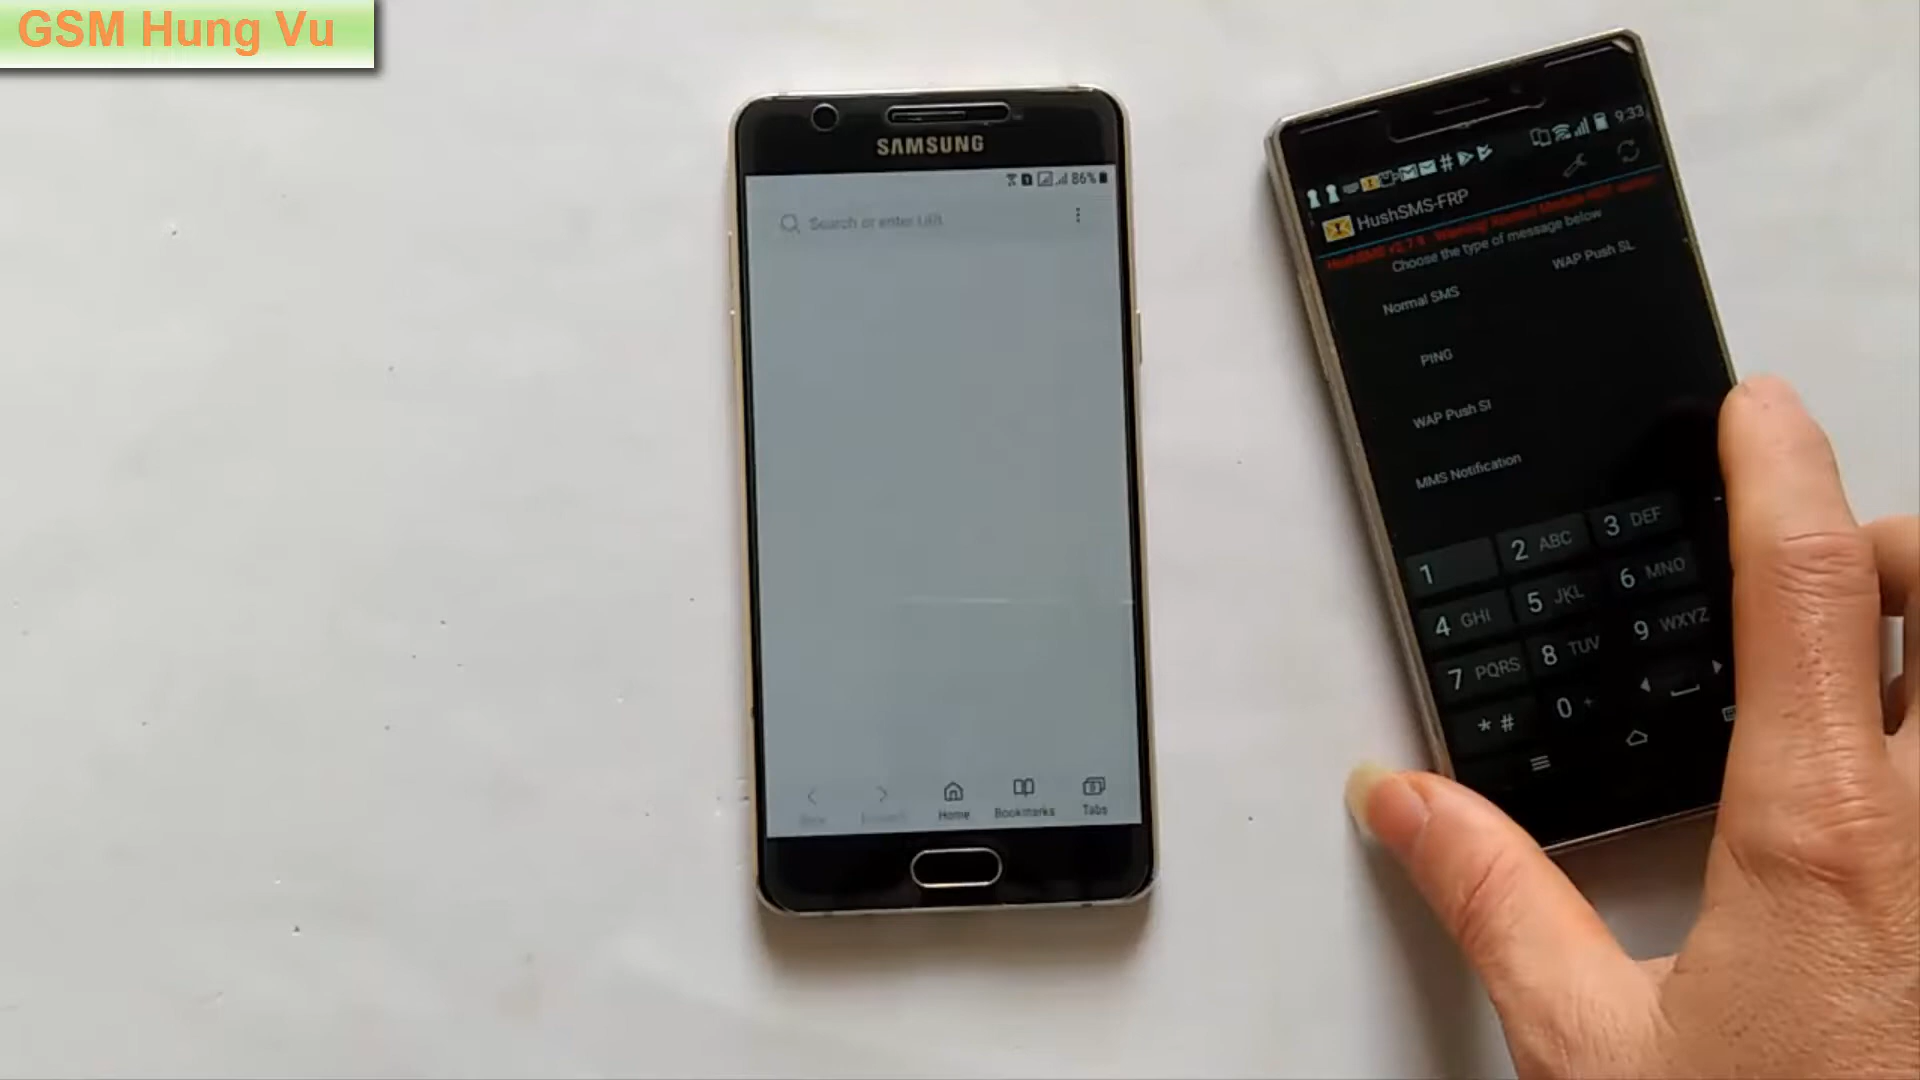 GSM Hung Vu
SAMSUNG
86%
Search or enter URL
Home
Bookmarks
Tabs
9:33
HushSMS-FRP
Choose the type of message below
Normal SMS
WAP Push SL
PING
WAP Push SI
MMS Notification
1
2 ABC
3 DEF
4 GHI
5 JKL
6 MNO
7 PQRS
8 TUV
9 WXYZ
* #
0 +